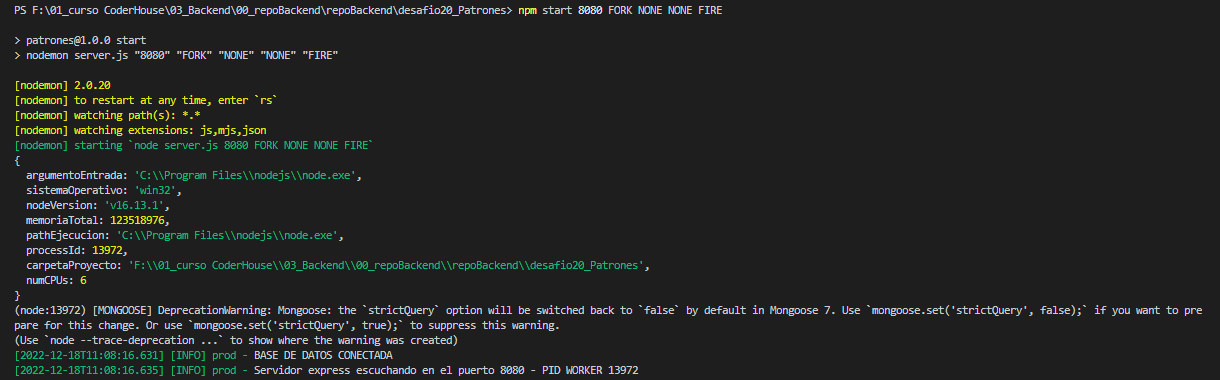 PS F:\01_curso CoderHouse\03_Backend\00_repoBackend\repoBackend\desafio20_Patrones> npm start 8080 FORK NONE NONE FIRE
> patrones@1.0.0 start
> nodemon server.js "8080" "FORK" "NONE" "NONE" "FIRE"
[nodemon] 2.0.20
[nodemon] to restart at any time, enter `rs`
[nodemon] watching path(s): *.*
[nodemon] watching extensions: js,mjs,json
[nodemon] starting `node server.js 8080 FORK NONE NONE FIRE`
{
  argumentoEntrada: 'C:\\Program Files\\nodejs\\node.exe',
  sistemaOperativo: 'win32',
  nodeVersion: 'v16.13.1',
  memoriaTotal: 123518976,
  pathEjecucion: 'C:\\Program Files\\nodejs\\node.exe',
  processId: 13972,
  carpetaProyecto: 'F:\\01_curso CoderHouse\\03_Backend\\00_repoBackend\\repoBackend\\desafio20_Patrones',
  numCPUs: 6
}
(node:13972) [MONGOOSE] DeprecationWarning: Mongoose: the `strictQuery` option will be switched back to `false` by default in Mongoose 7. Use `mongoose.set('strictQuery', false);` if you want to pre
pare for this change. Or use `mongoose.set('strictQuery', true);` to suppress this warning.
(Use `node --trace-deprecation ...` to show where the warning was created)
[2022-12-18T11:08:16.631] [INFO] prod - BASE DE DATOS CONECTADA
[2022-12-18T11:08:16.635] [INFO] prod - Servidor express escuchando en el puerto 8080 - PID WORKER 13972